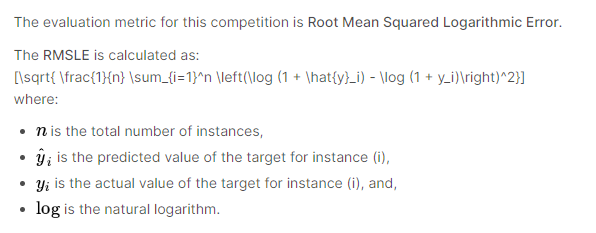 The evaluation metric for this competition is Root Mean Squared Logarithmic Error.
The RMSLE is calculated as:
[\sqrt{ \frac{1}{n} \sum_{i=1}^n \left(\log (1 + \hat{y}_i) - \log (1 + y_i)\right)^2}]
where:
• n is the total number of instances,
• ŷi is the predicted value of the target for instance (i),
• yi is the actual value of the target for instance (i), and,
• log is the natural logarithm.